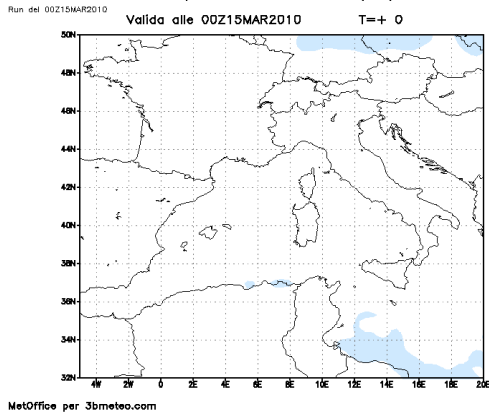 Run del 00Z15MAR2010
Valida alle 00Z15MAR2010 T=+ 0
50N
48N
46N
44N
42N
40N
38N
36N
34N
32N
4W 2W 0 2E 4E 6E 8E 10E 12E 14E 16E 18E 20E
MetOffice per 3bmeteo.com